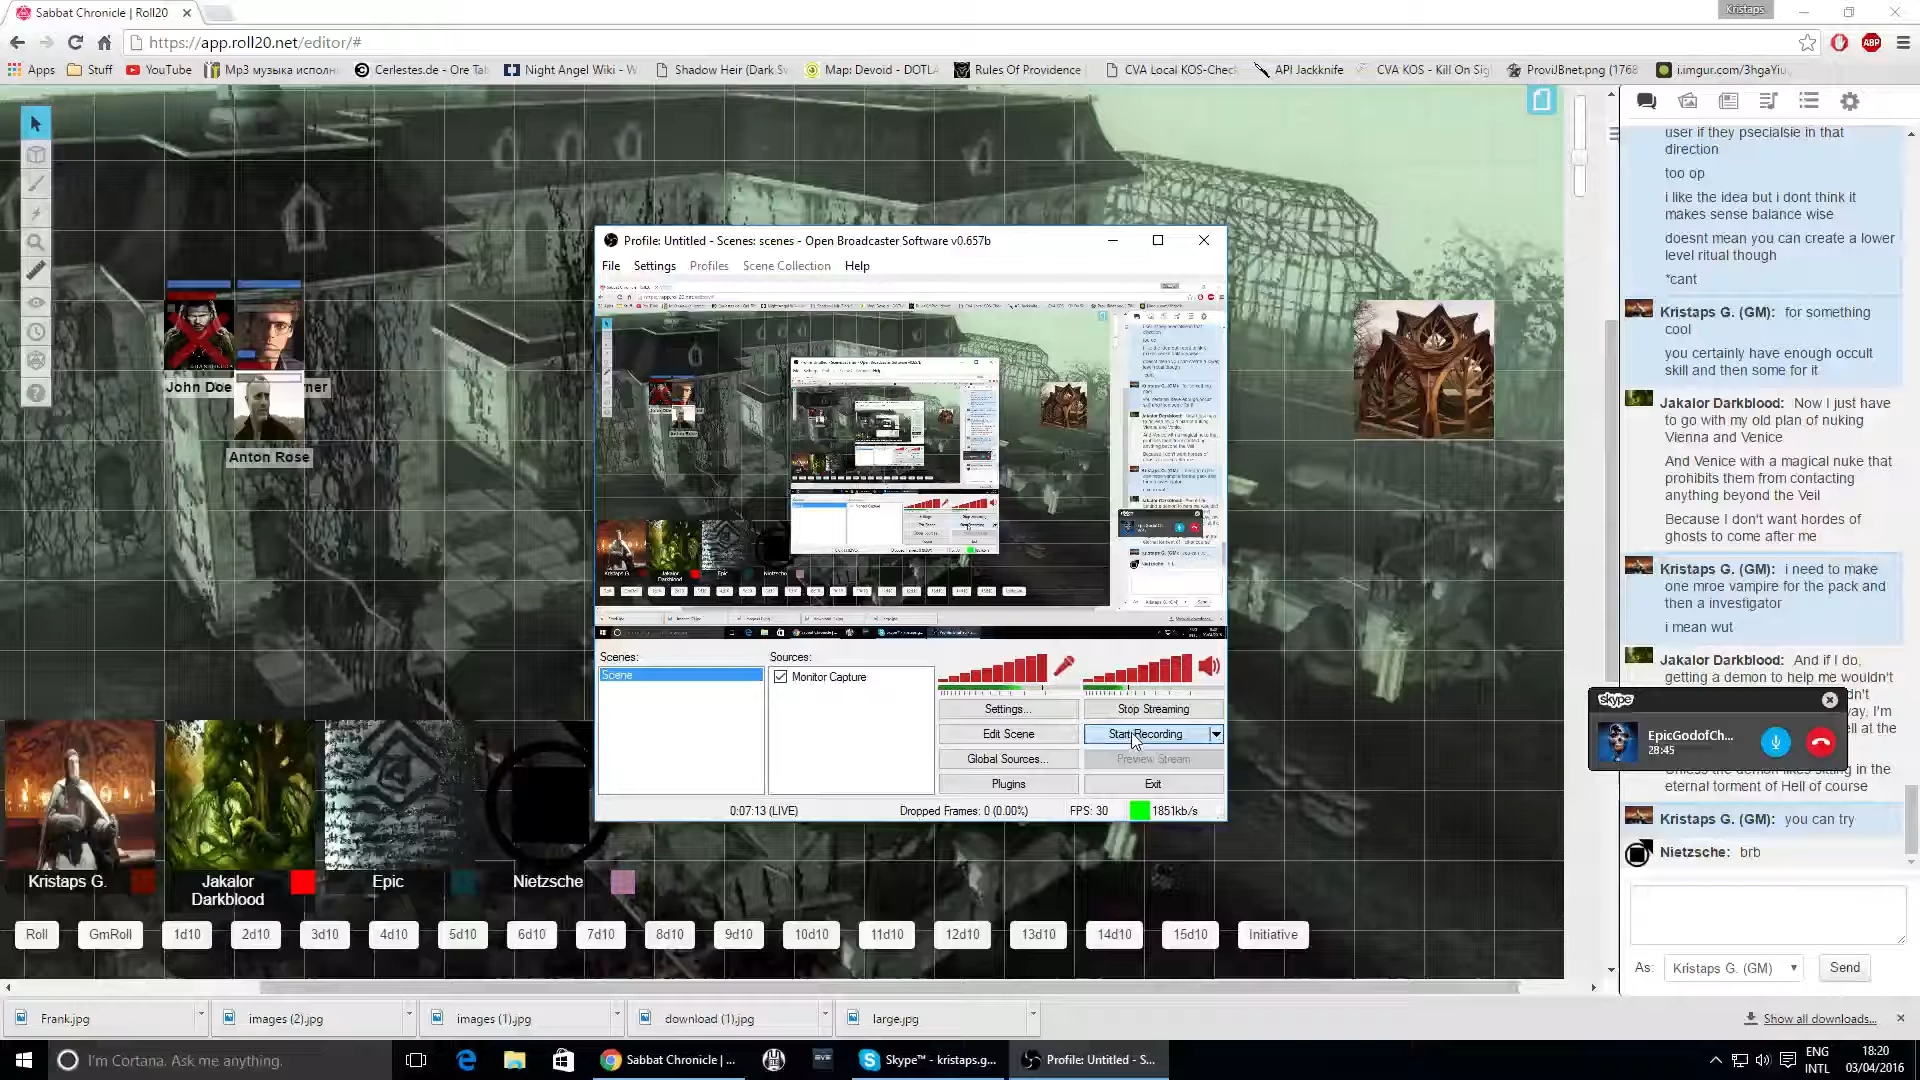 Sabbat Chronicle | Roll20
Kristaps
https://app.roll20.net/editor/#
Apps
Stuff
YouTube
Mp3 музыка исполн
Cerlestes.de - Ore Tab
Night Angel Wiki - W
Shadow Heir (Dark S
Map: Devoid - DOTLA
Rules Of Providence
CVA Local KOS-Check
API Jackknife
CVA KOS - Kill On Sig
ProviJBnet.png (1768
i.imgur.com/3hgaYiu
ABP
user if they psecialsie in that
direction
too op
i like the idea but i dont think it
makes sense balance wise
doesnt mean you can create a lower
level ritual though
*cant
Kristaps G. (GM): for something
cool
you certainly have enough occult
skill and then some for it
Jakalor Darkblood: Now I just have
to go with my old plan of nuking
Vienna and Venice
And Venice with a magical nuke that
prohibits them from contacting
anything beyond the Veil
Because I don't want hordes of
ghosts to come after me
Kristaps G. (GM): i need to make
one mroe vampire for the pack and
then a investigator
i mean wut
Jakalor Darkblood: And if I do,
getting a demon to help me wouldn't
eternal torment of Hell of course
Kristaps G. (GM): you can try
Nietzsche: brb
As: Kristaps G. (GM)
Send
skype
EpicGodofCh...
28:45
John Doe
Anton Rose
Profile: Untitled - Scenes: scenes - Open Broadcaster Software v0.657b
File
Settings
Profiles
Scene Collection
Help
Scenes:
Scene
Sources:
Monitor Capture
Settings...
Stop Streaming
Edit Scene
Start Recording
Global Sources...
Preview Stream
Plugins
Exit
0:07:13 (LIVE)
Dropped Frames: 0 (0.00%)
FPS: 30
1851kb/s
Kristaps G.
Jakalor
Darkblood
Epic
Nietzsche
Roll
GmRoll
1d10
2d10
3d10
4d10
5d10
6d10
7d10
8d10
9d10
10d10
11d10
12d10
13d10
14d10
15d10
Initiative
Frank.jpg
images (2).jpg
images (1).jpg
download (1).jpg
large.jpg
Show all downloads...
I'm Cortana. Ask me anything.
Sabbat Chronicle | ...
Skype™ - kristaps.g...
Profile: Untitled - S...
ENG
INTL
18:20
03/04/2016